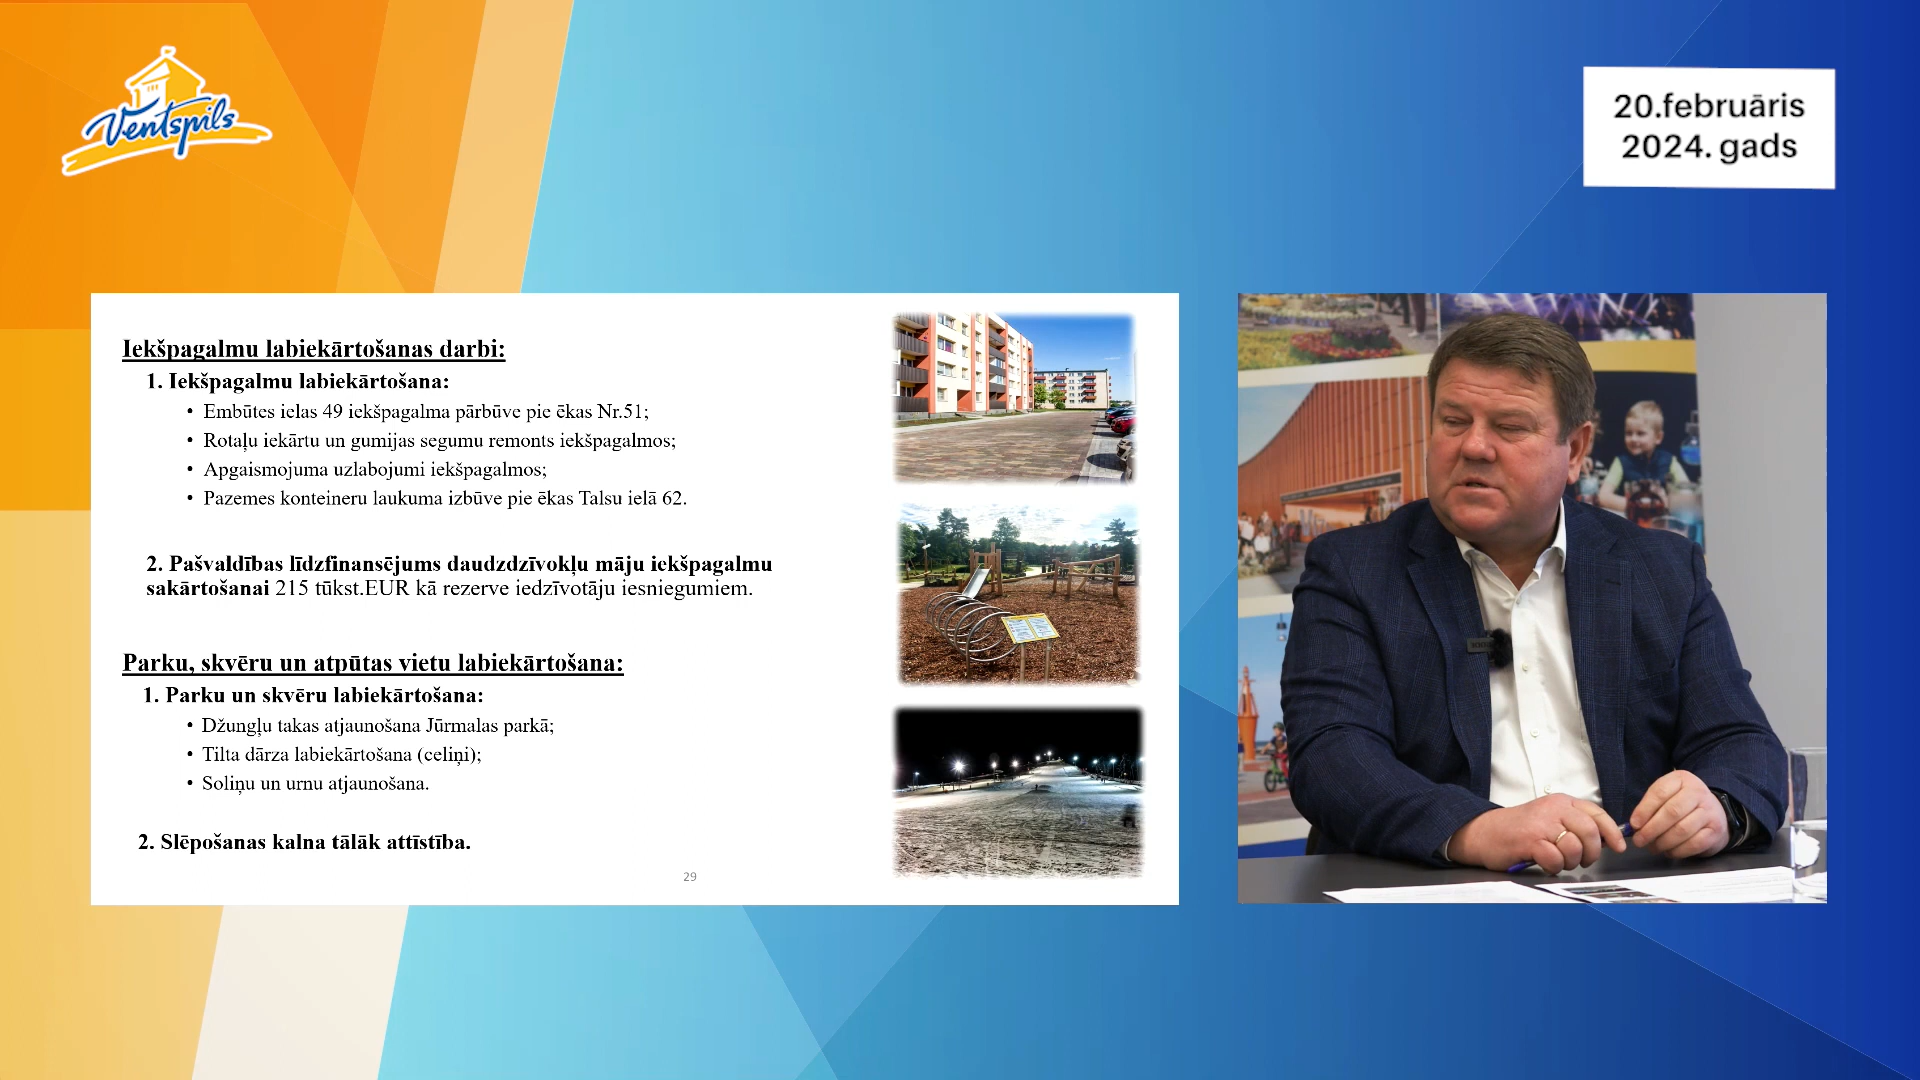 Ventspils
20.februāris
2024. gads
Iekšpagalmu labiekārtošanas darbi:
1. Iekšpagalmu labiekārtošana:
• Embūtes ielas 49 iekšpagalma pārbūve pie ēkas Nr.51;
• Rotaļu iekārtu un gumijas segumu remonts iekšpagalmos;
• Apgaismojuma uzlabojumi iekšpagalmos;
• Pazemes konteineru laukuma izbūve pie ēkas Talsu ielā 62.
2. Pašvaldības līdzfinansējums daudzdzīvokļu māju iekšpagalmu
sakārtošanai 215 tūkst.EUR kā rezerve iedzīvotāju iesniegumiem.
Parku, skvēru un atpūtas vietu labiekārtošana:
1. Parku un skvēru labiekārtošana:
• Džungļu takas atjaunošana Jūrmalas parkā;
• Tilta dārza labiekārtošana (celiņi);
• Soliņu un urnu atjaunošana.
2. Slēpošanas kalna tālāk attīstība.
29